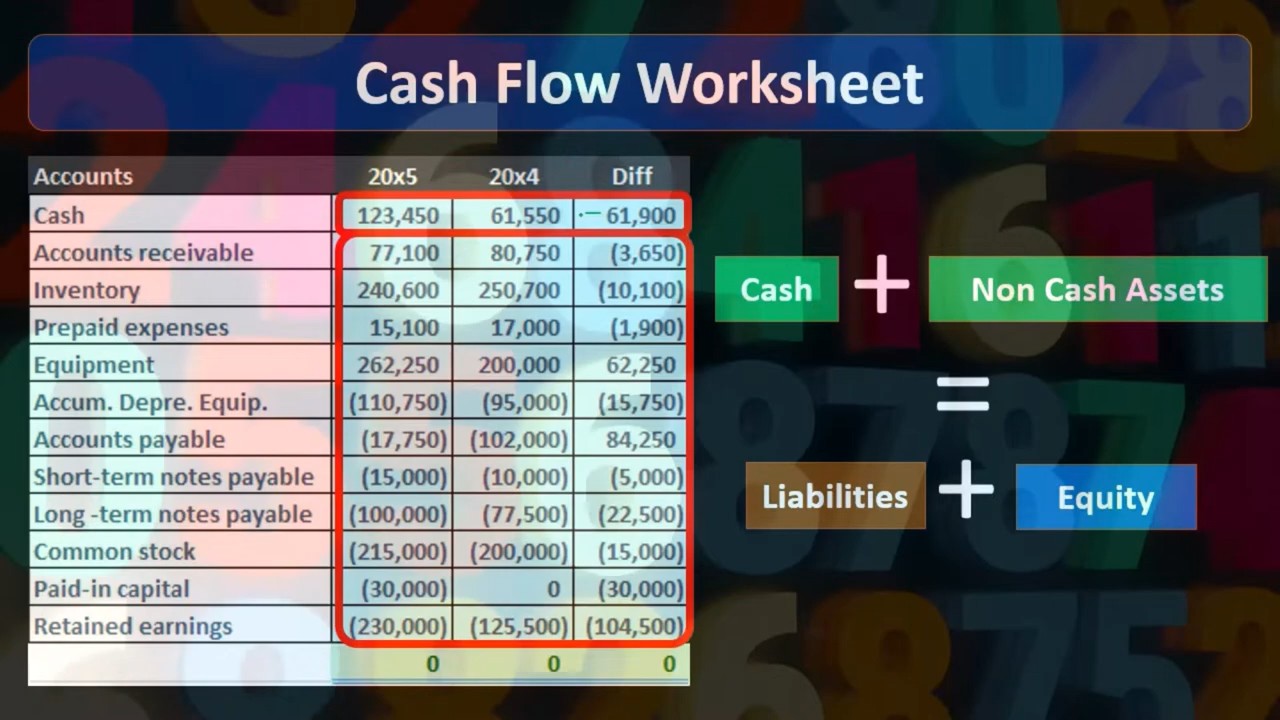 Cash Flow Worksheet
Accounts 20x5 20x4 Diff
Cash 123,450 61,550 61,900
Accounts receivable 77,100 80,750 (3,650)
Inventory 240,600 250,700 (10,100)
Prepaid expenses 15,100 17,000 (1,900)
Equipment 262,250 200,000 62,250
Accum. Depre. Equip. (110,750) (95,000) (15,750)
Accounts payable (17,750) (102,000) 84,250
Short-term notes payable (15,000) (10,000) (5,000)
Long -term notes payable (100,000) (77,500) (22,500)
Common stock (215,000) (200,000) (15,000)
Paid-in capital (30,000) 0 (30,000)
Retained earnings (230,000) (125,500) (104,500)
0 0 0
Cash + Non Cash Assets
=
Liabilities + Equity